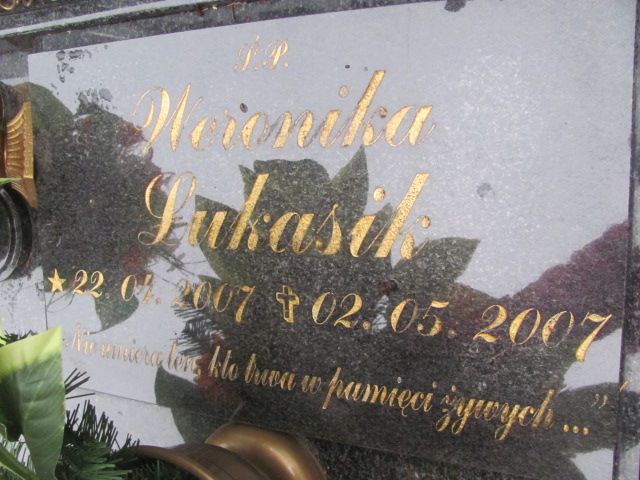 Ś.P.
Weronika
Łukasik
22. 04. 2007 02. 05. 2007
Nie umiera ten, kto trwa w pamięci żywych ..."